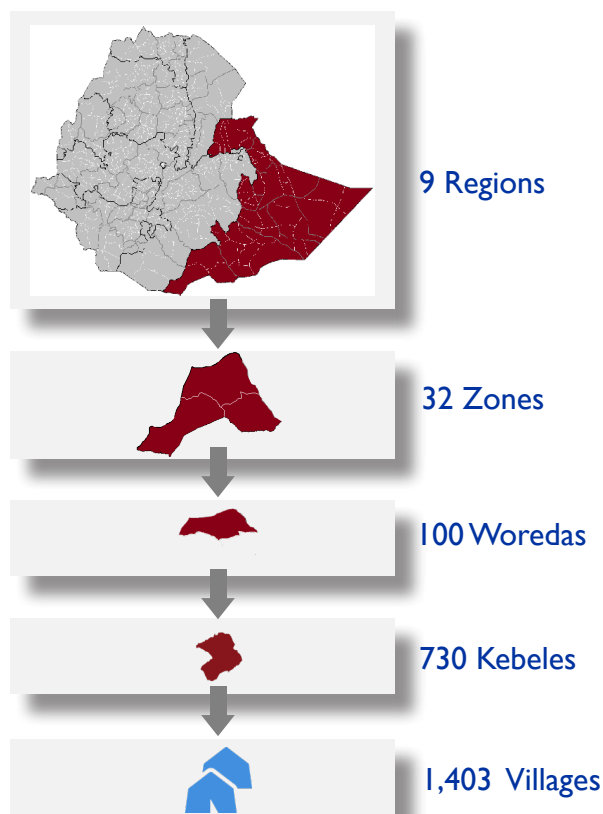 9 Regions
32 Zones
100 Woredas
730 Kebeles
1,403 Villages